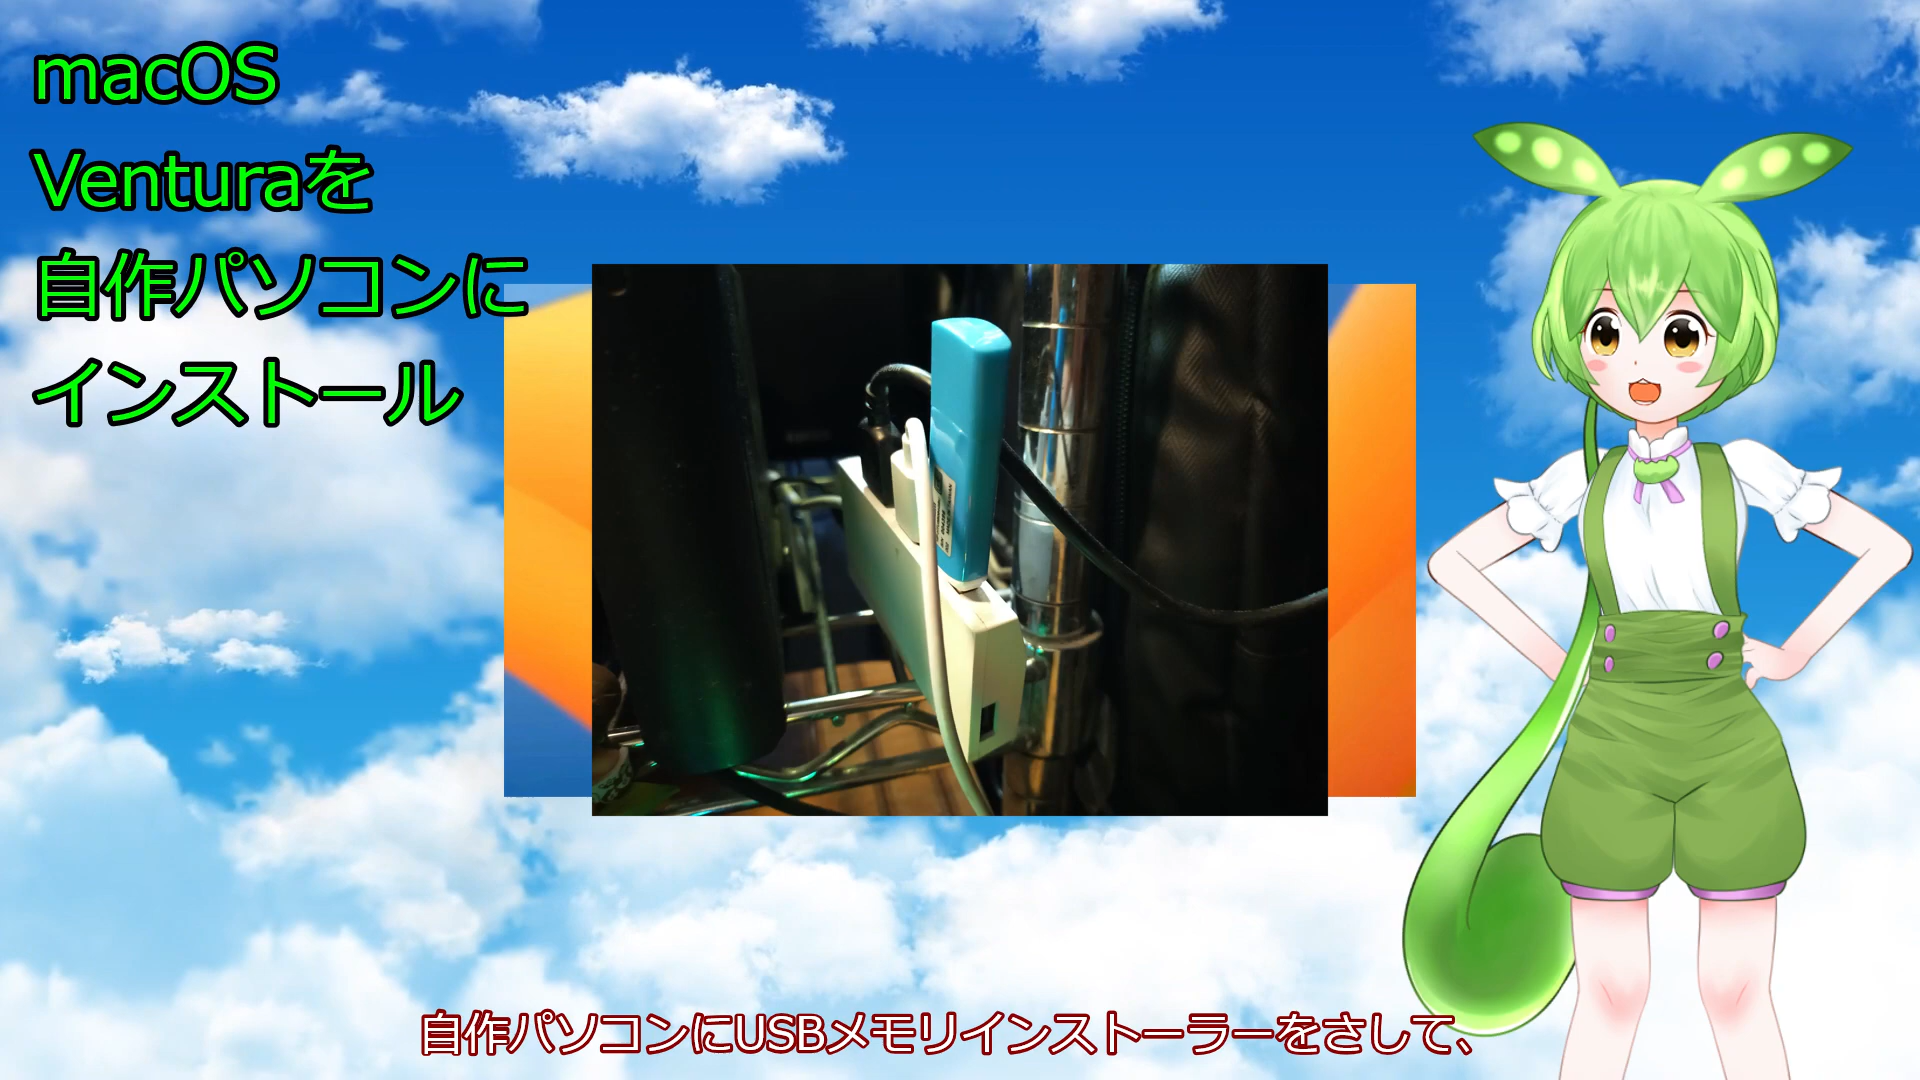 macOS
Venturaを
自作パソコンに
インストール
自作パソコンにUSBメモリインストーラーをさして、